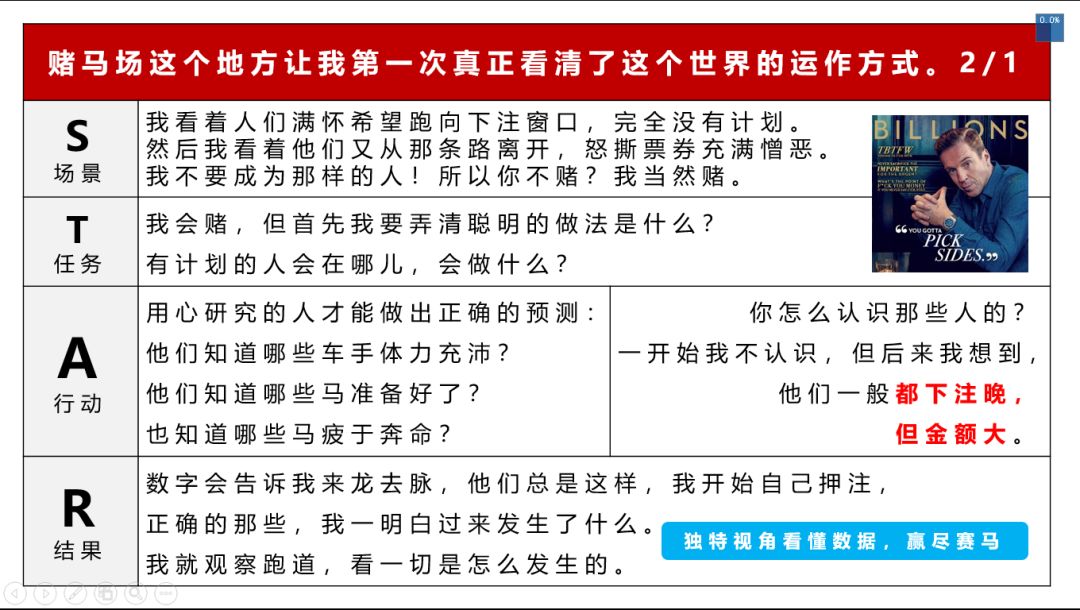 0.0%
赌马场这个地方让我第一次真正看清了这个世界的运作方式。2/1
S
场景
我看着人们满怀希望跑向下注窗口，完全没有计划。
然后我看着他们又从那条路离开，怒撕票券充满憎恶。
我不要成为那样的人！所以你不赌？我当然赌。
BILLIONS
TBTFW
IMPORTANT
“YOU GOTTA
PICK
SIDES.”
T
任务
我会赌，但首先我要弄清聪明的做法是什么？
有计划的人会在哪儿，会做什么？
A
行动
用心研究的人才能做出正确的预测：
他们知道哪些车手体力充沛？
他们知道哪些马准备好了？
也知道哪些马疲于奔命？
你怎么认识那些人的？
一开始我不认识，但后来我想到，
他们一般都下注晚，
但金额大。
R
结果
数字会告诉我来龙去脉，他们总是这样，我开始自己押注，
正确的那些，我一明白过来发生了什么。
我就观察跑道，看一切是怎么发生的。
独特视角看懂数据，赢尽赛马